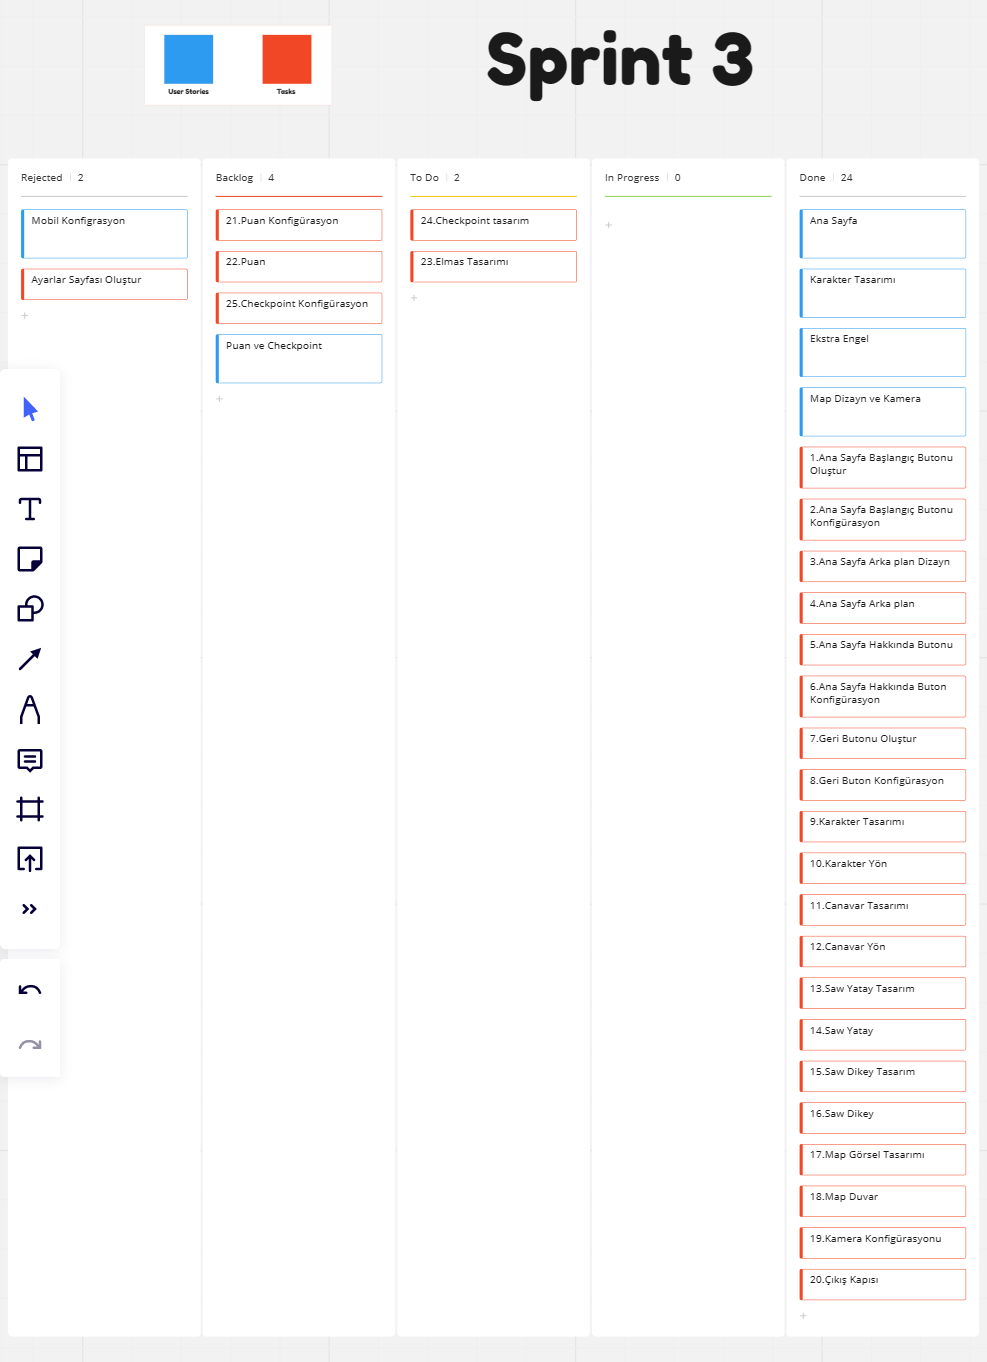 User Stories
Tasks
Sprint 3
Rejected 2
Mobil Konfigrasyon
Ayarlar Sayfası Oluştur
Backlog 4
21.Puan Konfigürasyon
22.Puan
25.Checkpoint Konfigürasyon
Puan ve Checkpoint
To Do 2
24.Checkpoint tasarım
23.Elmas Tasarımı
In Progress 0
Done 24
Ana Sayfa
Karakter Tasarımı
Ekstra Engel
Map Dizayn ve Kamera
1.Ana Sayfa Başlangıç Butonu
Oluştur
2.Ana Sayfa Başlangıç Butonu
Konfigürasyon
3.Ana Sayfa Arka plan Dizayn
4.Ana Sayfa Arka plan
5.Ana Sayfa Hakkında Butonu
6.Ana Sayfa Hakkında Buton
Konfigürasyon
7.Geri Butonu Oluştur
8.Geri Buton Konfigürasyon
9.Karakter Tasarımı
10.Karakter Yön
11.Canavar Tasarımı
12.Canavar Yön
13.Saw Yatay Tasarım
14.Saw Yatay
15.Saw Dikey Tasarım
16.Saw Dikey
17.Map Görsel Tasarımı
18.Map Duvar
19.Kamera Konfigürasyonu
20.Çıkış Kapısı